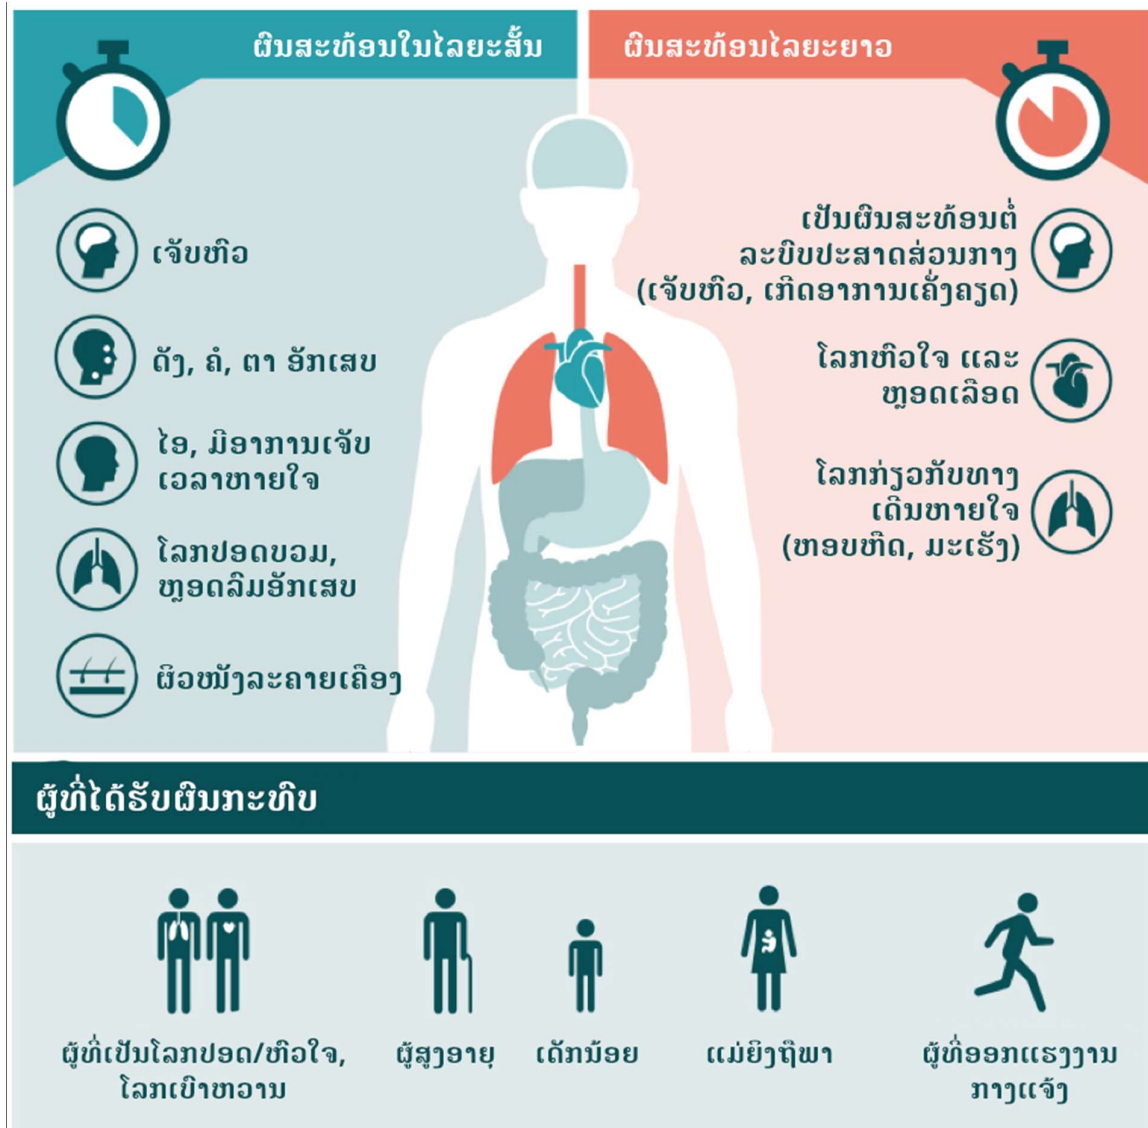 ຜົນສະທ້ອນໃນໄລຍະສັ້ນ
ເຈັບຫົວ
ດັງ, ຄໍ, ຕາ ອັກເສບ
ໄອ, ມີອາການເຈັບ
ເວລາຫາຍໃຈ
ໂລກປອດບວມ,
ຫຼອດລົມອັກເສບ
ຜິວໜັງລະຄາຍເຄືອງ
ຜົນສະທ້ອນໄລຍະຍາວ
ເປັນຜົນສະທ້ອນຕໍ່
ລະບົບປະສາດສ່ວນກາງ
(ເຈັບຫົວ, ເກີດອາການເຄັ່ງຄຽດ)
ໂລກຫົວໃຈ ແລະ
ຫຼອດເລືອດ
ໂລກກ່ຽວກັບທາງ
ເດີນຫາຍໃຈ
(ຫອບຫືດ, ມະເຮັງ)
ຜູ້ທີ່ໄດ້ຮັບຜົນກະທົບ
ຜູ້ທີ່ເປັນໂລກປອດ/ຫົວໃຈ,
ໂລກເບົາຫວານ
ຜູ້ສູງອາຍຸ
ເດັກນ້ອຍ
ແມ່ຍິງຖືພາ
ຜູ້ທີ່ອອກແຮງງານ
ກາງແຈ້ງ